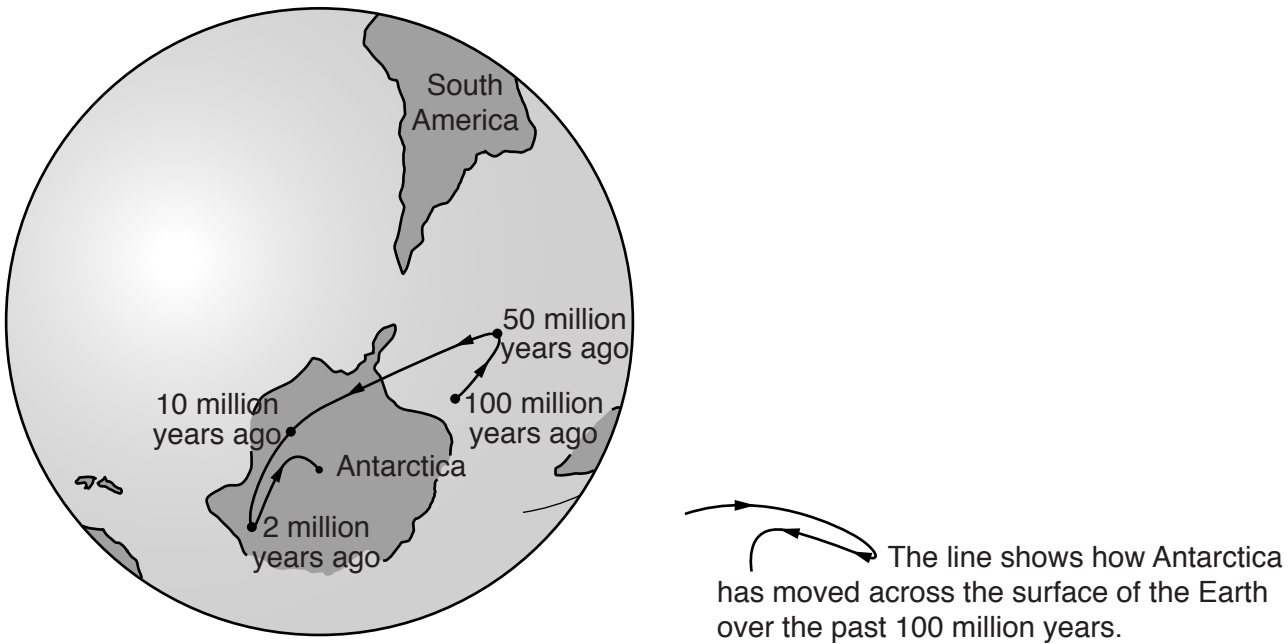 South
America
50 million
years ago
100 million
years ago
10 million
years ago
Antarctica
2 million
years ago
The line shows how Antarctica
has moved across the surface of the Earth
over the past 100 million years.